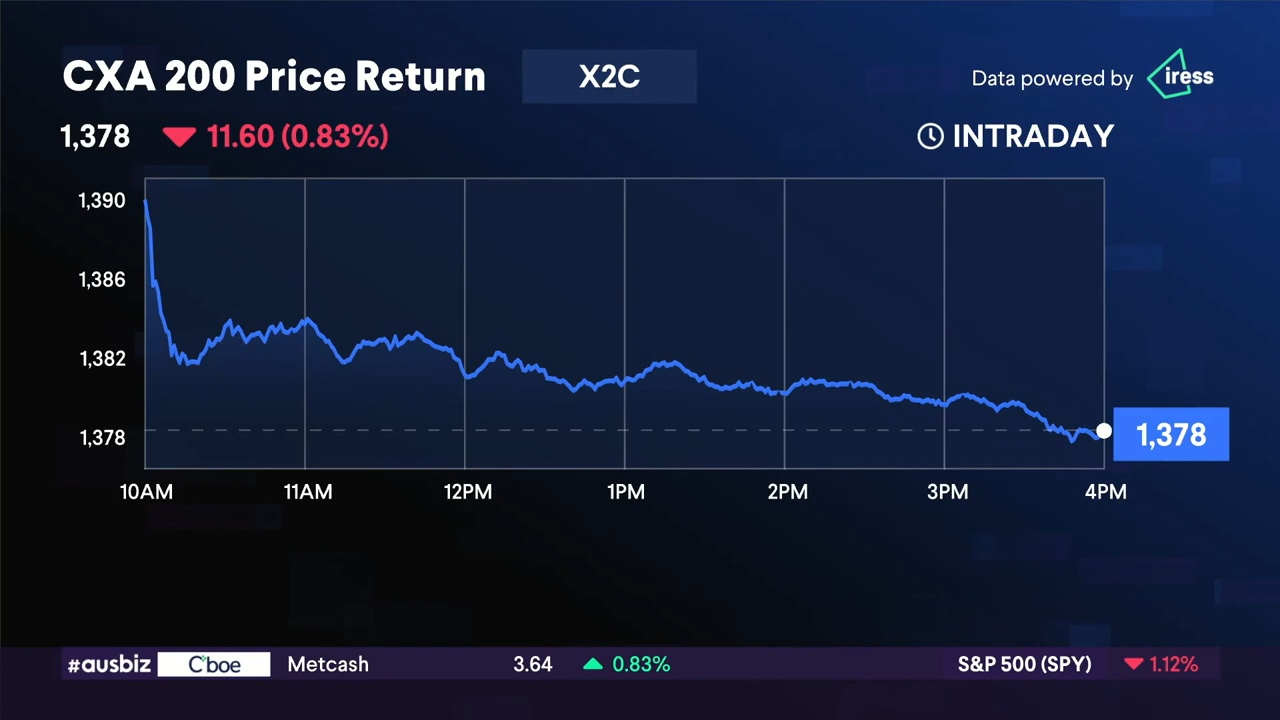 CXA 200 Price Return X2C
Data powered by iress
1,378 ▼ 11.60 (0.83%)
INTRADAY
1,390
1,386
1,382
1,378
1,378
10AM 11AM 12PM 1PM 2PM 3PM 4PM
#ausbiz Cboe Metcash 3.64 ▲ 0.83% S&P 500 (SPY) ▼ 1.12%